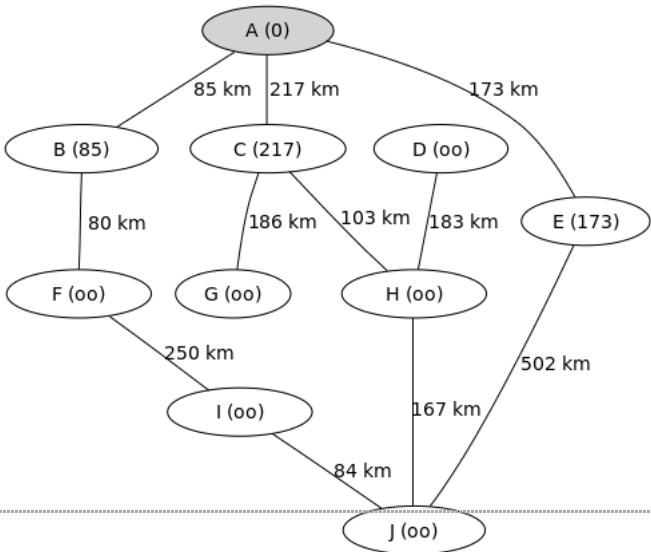 A (0)
85 km
217 km
173 km
B (85)
C (217)
D (oo)
80 km
186 km
103 km
183 km
E (173)
F (oo)
G (oo)
H (oo)
250 km
502 km
I (oo)
167 km
84 km
J (oo)